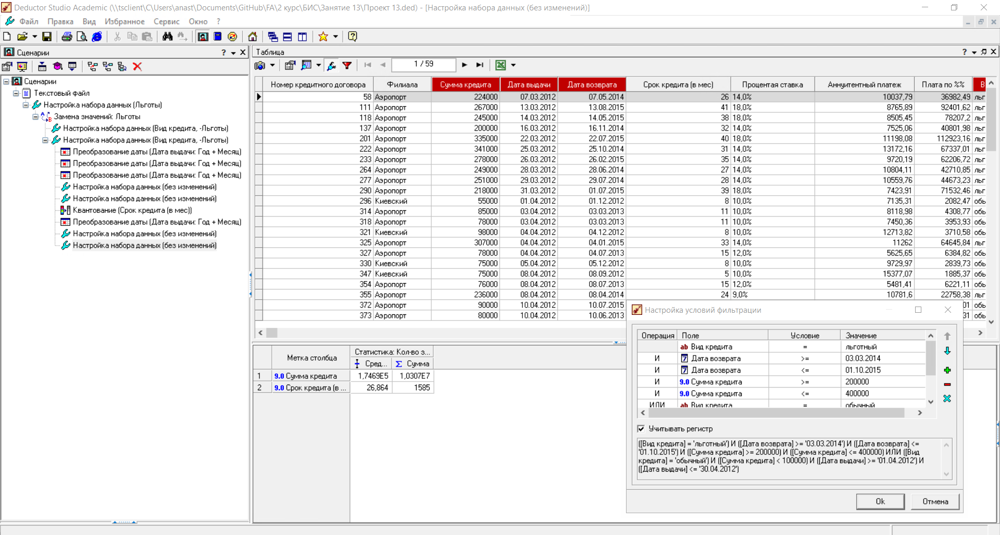 Deductor Studio Academic (\\tsclient\C\Users\anast\Documents\GitHub\FA\2 курс\БИС\Занятие 13\Проект 13.ded) - [Настройка набора данных (без изменений)]
Файл Правка Вид Избранное Сервис Окно ?
Сценарии
Сценарии
Текстовый файл
Настройка набора данных (Льготы)
Замена значений: Льготы
Настройка набора данных (Вид кредита, -Льготы)
Настройка набора данных (Вид кредита, -Льготы)
Преобразование даты (Дата выдачи: Год + Месяц)
Преобразование даты (Дата выдачи: Год + Месяц)
Преобразование даты (Дата выдачи: Год + Месяц)
Настройка набора данных (без изменений)
Настройка набора данных (без изменений)
Квантование (Срок кредита (в мес))
Преобразование даты (Дата выдачи: Год + Месяц)
Настройка набора данных (без изменений)
Настройка набора данных (без изменений)
Таблица
1 / 59
Номер кредитного договора Филиала Сумма кредита Дата выдачи Дата возврата Срок кредита (в мес) Процентая ставка Аннуитентный платеж Плата по %% В
58 Аэропорт 224000 07.03.2012 07.05.2014 26 14,0% 10037,79 36982,49 льг
111 Аэропорт 267000 13.03.2012 13.08.2015 41 18,0% 8765,89 92401,62 льг
118 Аэропорт 245000 14.03.2012 14.05.2015 38 18,0% 8505,45 78207,2 льг
137 Аэропорт 200000 16.03.2012 16.11.2014 32 14,0% 7525,06 40801,98 льг
201 Аэропорт 335000 22.03.2012 22.07.2015 40 18,0% 11198,08 112923,16 льг
222 Аэропорт 341000 25.03.2012 25.10.2014 31 14,0% 13172,16 67337,01 льг
233 Аэропорт 278000 26.03.2012 26.02.2015 35 14,0% 9720,19 62206,72 льг
264 Аэропорт 249000 28.03.2012 28.06.2014 27 14,0% 10804,11 42710,85 льг
277 Аэропорт 251000 29.03.2012 29.07.2014 28 14,0% 10559,76 44673,23 льг
290 Аэропорт 218000 31.03.2012 01.07.2015 39 18,0% 7423,91 71532,46 льг
296 Киевский 55000 01.04.2012 01.12.2012 8 10,0% 7135,31 2082,47 обы
314 Аэропорт 85000 03.04.2012 03.03.2013 11 10,0% 8118,98 4308,77 обы
318 Аэропорт 78000 03.04.2012 03.03.2013 11 10,0% 7450,36 3953,93 обы
321 Киевский 98000 04.04.2012 04.12.2012 8 10,0% 12713,82 3710,58 обы
325 Аэропорт 307000 04.04.2012 04.01.2015 33 14,0% 11262 64645,84 льг
327 Аэропорт 78000 04.04.2012 04.07.2013 15 12,0% 5625,65 6384,82 обы
330 Киевский 75000 05.04.2012 05.12.2012 8 10,0% 9729,97 2839,73 обы
347 Киевский 75000 08.04.2012 08.09.2012 5 10,0% 15377,07 1885,37 обы
354 Аэропорт 76000 08.04.2012 08.07.2013 15 12,0% 5481,41 6221,11 обы
355 Аэропорт 236000 08.04.2012 08.04.2014 24 9,0% 10781,6 22758,38 льг
372 Аэропорт 90000 10.04.2012 10.07.2015 01 обы
373 Аэропорт 80000 10.04.2012 10.06.2013 31 обы
Метка столбца Статистика: Кол-во з...
Сред... Σ Сумма
1 9.0 Сумма кредита 1,7469E5 1,0307E7
2 9.0 Срок кредита (в ... 26,864 1585
Настройка условий фильтрации
Операция Поле Условие Значение
ab Вид кредита = льготный
И 7 Дата возврата >= 03.03.2014
И 7 Дата возврата <= 01.10.2015
И 9.0 Сумма кредита >= 200000
И 9.0 Сумма кредита <= 400000
ИЛИ ab Вид кредита = обычный
Учитывать регистр
([Вид кредита] = 'льготный') И ([Дата возврата] >= '03.03.2014') И ([Дата возврата] <=
'01.10.2015') И ([Сумма кредита] >= 200000) И ([Сумма кредита] <= 400000) ИЛИ ([Вид
кредита] = 'обычный') И ([Сумма кредита] < 100000) И ([Дата выдачи] >= '01.04.2012') И
([Дата выдачи] <= '30.04.2012')
Ok Отмена